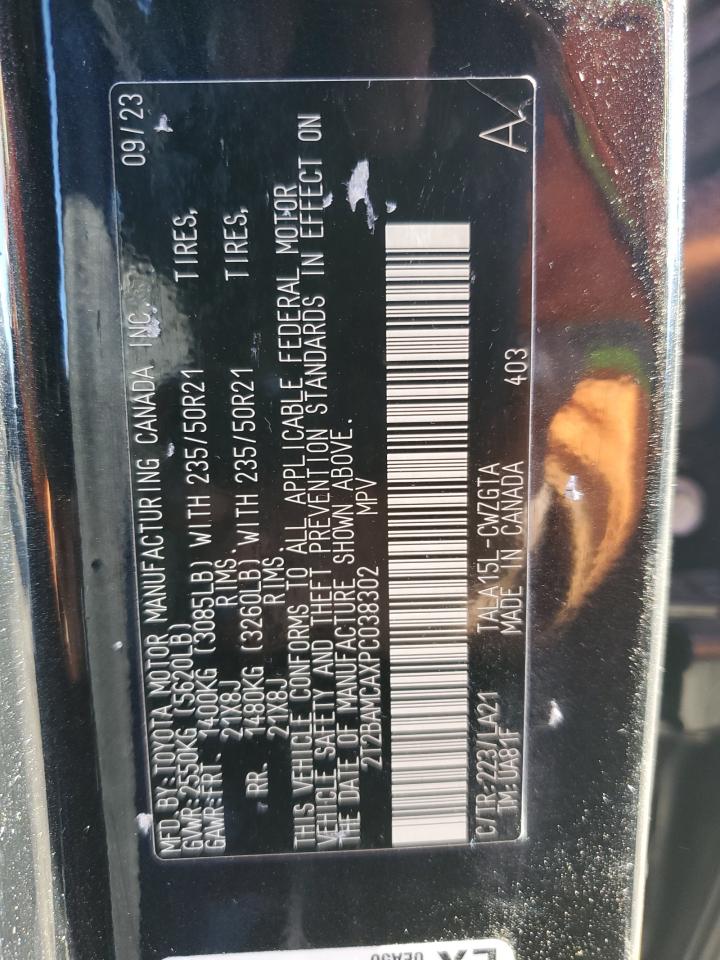 MFD.BY:TOYOTA MOTOR MANUFACTURING CANADA INC. 09/23
GVWR:2550KG (5620LB)
GAWR:FRT. 1400KG (3085LB) WITH 235/50R21 TIRES,
21X8J RIMS.
RR. 1480KG (3260LB) WITH 235/50R21 TIRES,
21X8J RIMS
THIS VEHICLE CONFORMS TO ALL APPLICABLE FEDERAL MOTOR
VEHICLE SAFETY AND THEFT PREVENTION STANDARDS IN EFFECT ON
THE DATE OF MANUFACTURE SHOWN ABOVE.
2T2BAMCAXPC038302 MPV
C/TR:223/LA21 TALA15L-CWZGTA 403
TM:UA81F MADE IN CANADA
A